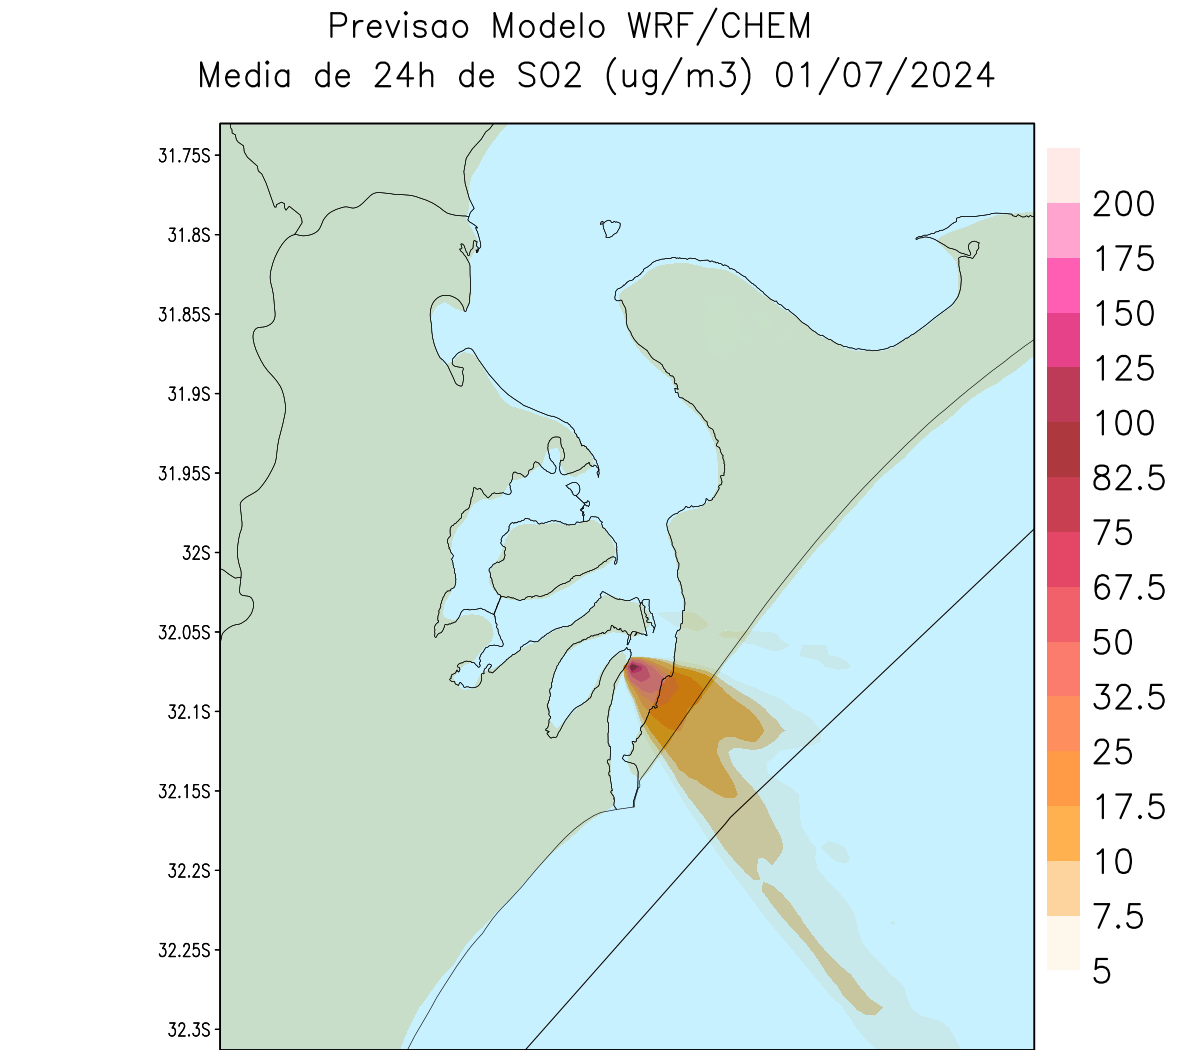 Previsao Modelo WRF/CHEM
Media de 24h de SO2 (ug/m3) 01/07/2024
31.75S
31.8S
31.85S
31.9S
31.95S
32S
32.05S
32.1S
32.15S
32.2S
32.25S
32.3S
200
175
150
125
100
82.5
75
67.5
50
32.5
25
17.5
10
7.5
5